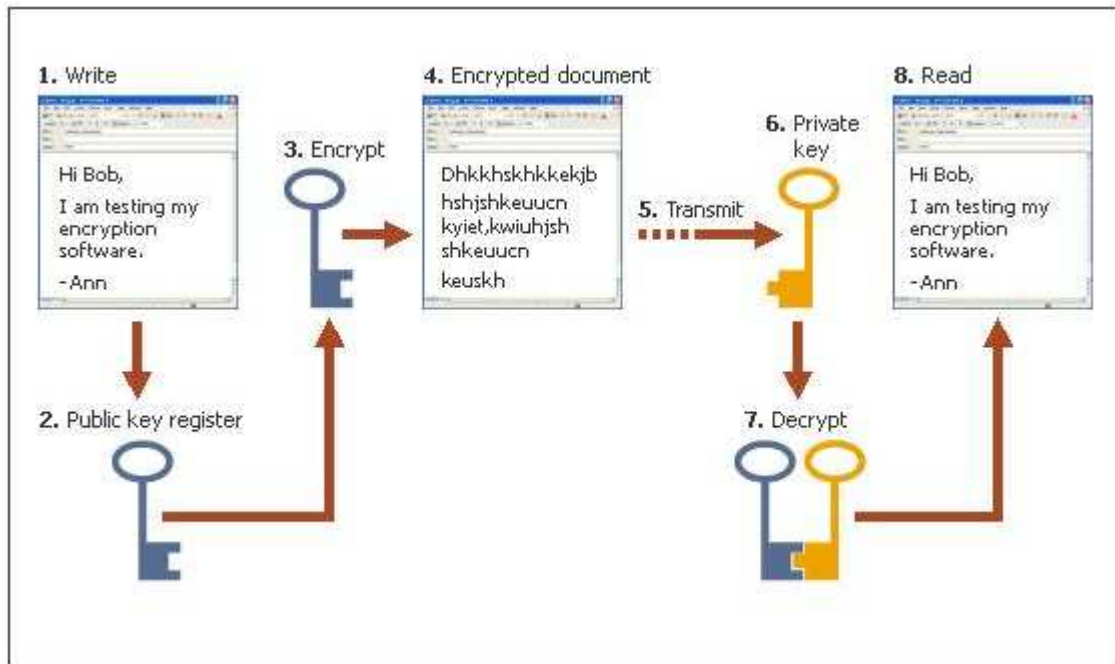 1. Write
Hi Bob,
I am testing my
encryption
software.
-Ann
2. Public key register
3. Encrypt
4. Encrypted document
Dhkkhskhkkekjb
hshjshkeuucn
kyiet,kwiuhjsh
shkeuucn
keuskh
5. Transmit
6. Private
key
7. Decrypt
8. Read
Hi Bob,
I am testing my
encryption
software.
-Ann